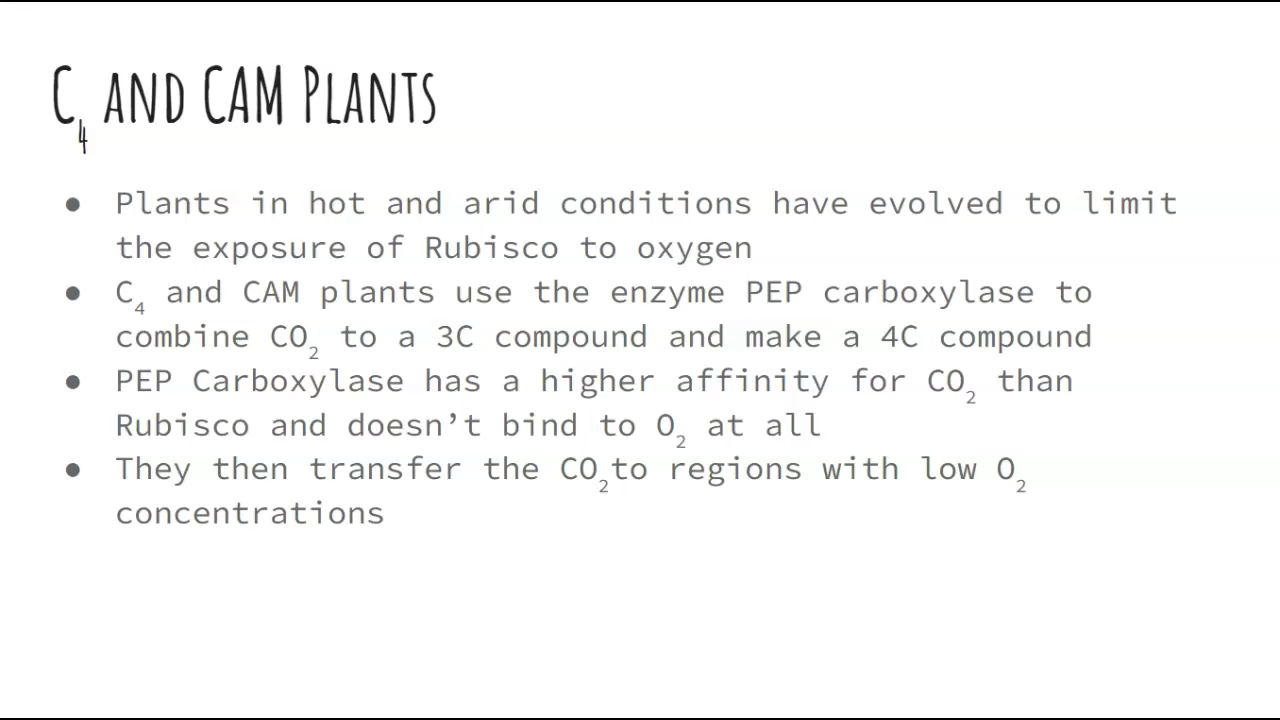 C₄ AND CAM PLANTS
● Plants in hot and arid conditions have evolved to limit
the exposure of Rubisco to oxygen
● C₄ and CAM plants use the enzyme PEP carboxylase to
combine CO₂ to a 3C compound and make a 4C compound
● PEP Carboxylase has a higher affinity for CO₂ than
Rubisco and doesn’t bind to O₂ at all
● They then transfer the CO₂to regions with low O₂
concentrations